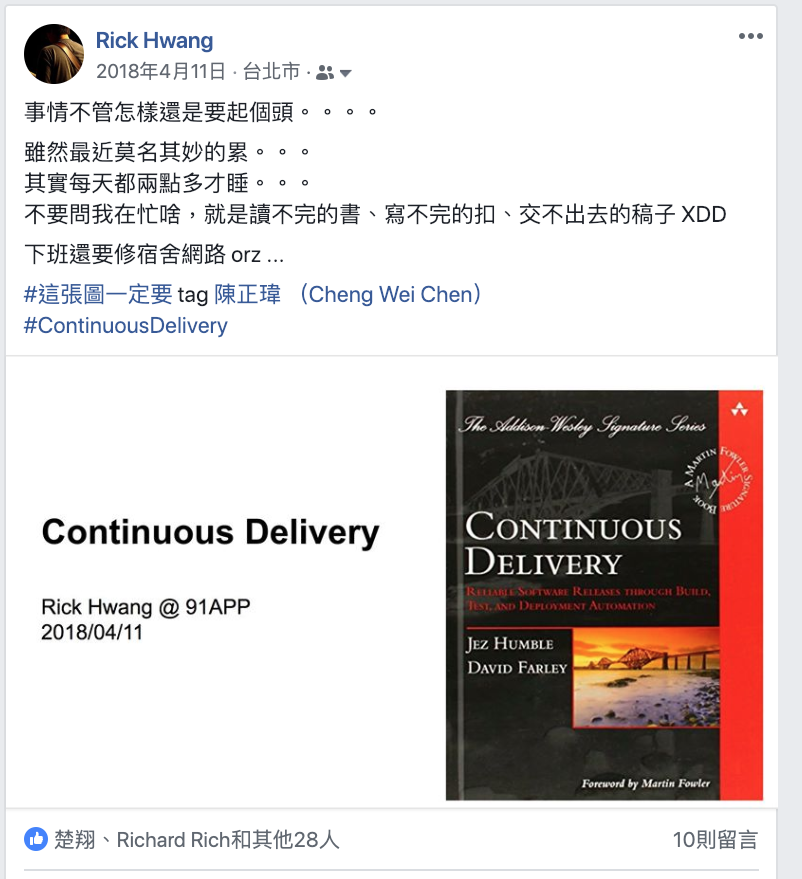 Rick Hwang
2018年4月11日 · 台北市 ·
事情不管怎樣還是要起個頭。。。。
雖然最近莫名其妙的累。。。
其實每天都兩點多才睡。。。
不要問我在忙啥，就是讀不完的書、寫不完的扣、交不出去的稿子 XDD
下班還要修宿舍網路 orz ...
#這張圖一定要 tag 陳正瑋 （Cheng Wei Chen）
#ContinuousDelivery
Continuous Delivery
Rick Hwang @ 91APP
2018/04/11
The Addison-Wesley Signature Series
A MARTIN FOWLER SIGNATURE BOOK
Martin
CONTINUOUS
DELIVERY
RELIABLE SOFTWARE RELEASES THROUGH BUILD,
TEST, AND DEPLOYMENT AUTOMATION
JEZ HUMBLE
DAVID FARLEY
Foreword by Martin Fowler
楚翔、Richard Rich和其他28人
10則留言